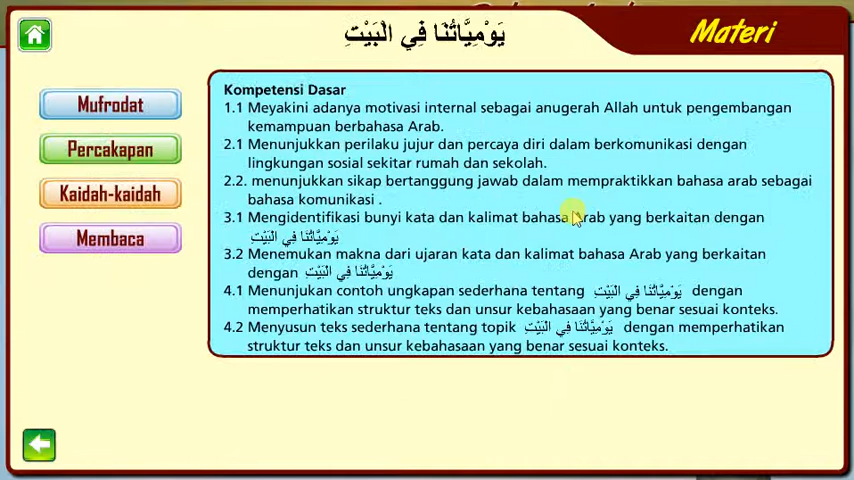 يَوْمِيَّاتُنَا فِي الْبَيْتِ
Materi
Mufrodat
Percakapan
Kaidah-kaidah
Membaca
Kompetensi Dasar
1.1 Meyakini adanya motivasi internal sebagai anugerah Allah untuk pengembangan
kemampuan berbahasa Arab.
2.1 Menunjukkan perilaku jujur dan percaya diri dalam berkomunikasi dengan
lingkungan sosial sekitar rumah dan sekolah.
2.2. menunjukkan sikap bertanggung jawab dalam mempraktikkan bahasa arab sebagai
bahasa komunikasi .
3.1 Mengidentifikasi bunyi kata dan kalimat bahasa Arab yang berkaitan dengan
يَوْمِيَّاتُنَا فِي الْبَيْتِ
3.2 Menemukan makna dari ujaran kata dan kalimat bahasa Arab yang berkaitan
dengan يَوْمِيَّاتُنَا فِي الْبَيْتِ
4.1 Menunjukan contoh ungkapan sederhana tentang يَوْمِيَّاتُنَا فِي الْبَيْتِ dengan
memperhatikan struktur teks dan unsur kebahasaan yang benar sesuai konteks.
4.2 Menyusun teks sederhana tentang topik يَوْمِيَّاتُنَا فِي الْبَيْتِ dengan memperhatikan
struktur teks dan unsur kebahasaan yang benar sesuai konteks.